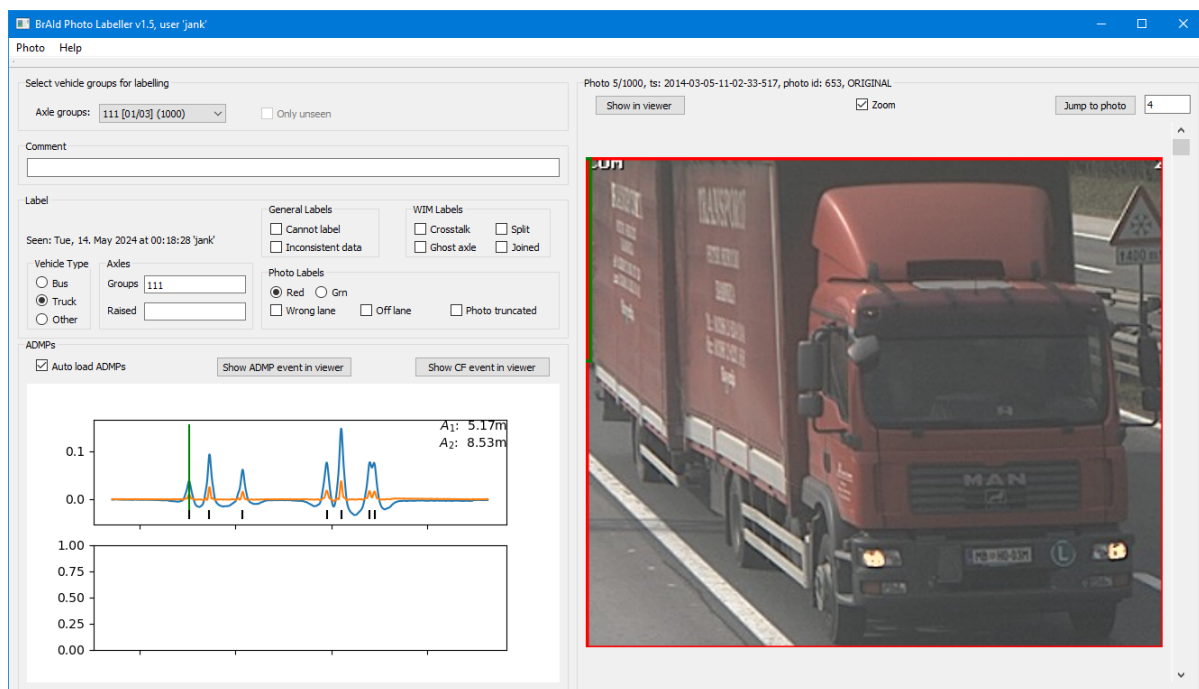 BrAId Photo Labeller v1.5, user 'jank'
Photo Help
Select vehicle groups for labelling
Axle groups: 111 [01/03] (1000) Only unseen
Comment
Label
Seen: Tue, 14. May 2024 at 00:18:28 'jank'
General Labels
Cannot label
Inconsistent data
WIM Labels
Crosstalk Split
Ghost axle Joined
Vehicle Type
Bus
Truck
Other
Axles
Groups 111
Raised
Photo Labels
Red Grn
Wrong lane Off lane Photo truncated
ADMPs
Auto load ADMPs Show ADMP event in viewer Show CF event in viewer
A1: 5.17m
A2: 8.53m
0.1
0.0
1.00
0.75
0.50
0.25
0.00
Photo 5/1000, ts: 2014-03-05-11-02-33-517, photo id: 653, ORIGINAL
Show in viewer Zoom Jump to photo 4
TRANSPORT
MAN
L